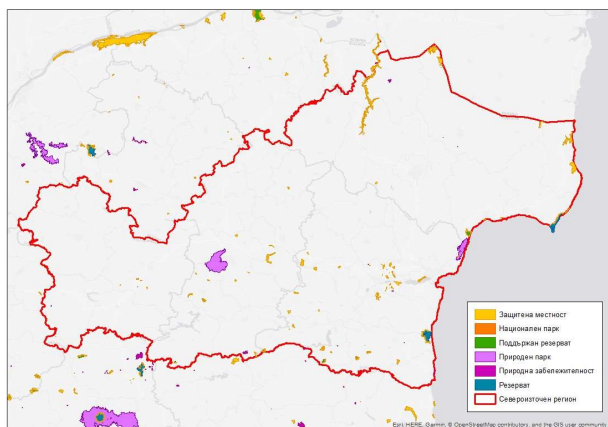 Защитена местност
Национален парк
Поддържан резерват
Природен парк
Природна забележителност
Резерват
Североизточен регион
Esri, HERE, Garmin, © OpenStreetMap contributors, and the GIS user community